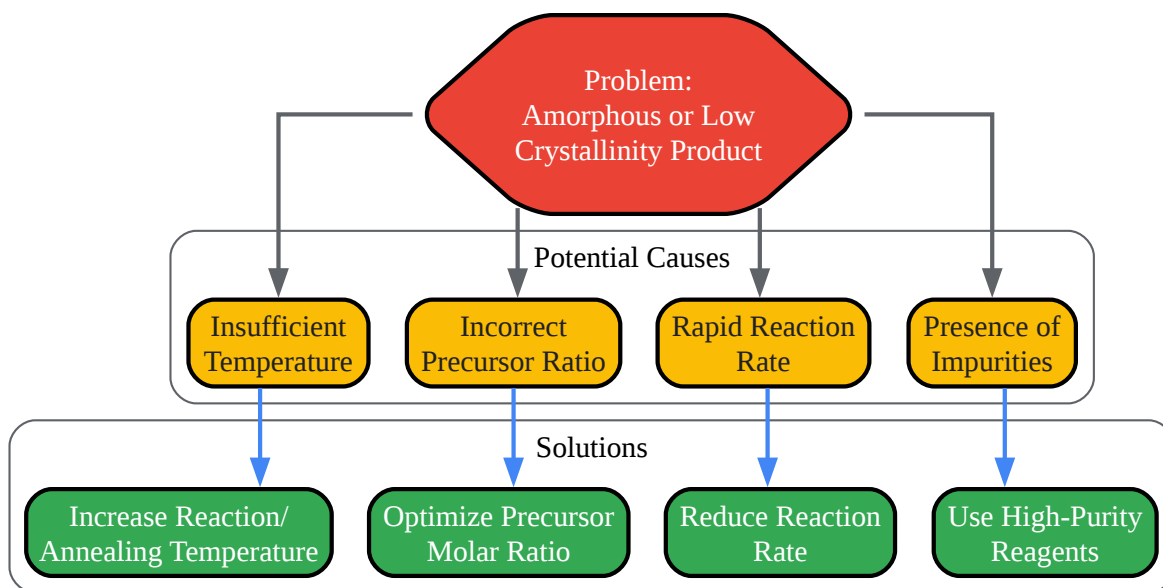 Problem:
Amorphous or Low
Crystallinity Product
Potential Causes
Insufficient
Temperature
Incorrect
Precursor Ratio
Rapid Reaction
Rate
Presence of
Impurities
Solutions
Increase Reaction/
Annealing Temperature
Optimize Precursor
Molar Ratio
Reduce Reaction
Rate
Use High-Purity
Reagents